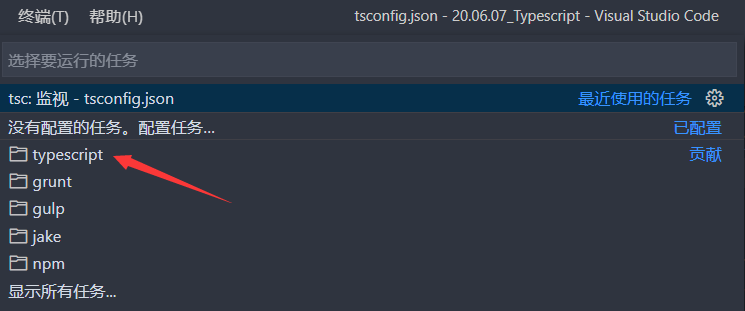 终端(T) 帮助(H) tsconfig.json - 20.06.07_Typescript - Visual Studio Code
选择要运行的任务
tsc: 监视 - tsconfig.json 最近使用的任务
没有配置的任务。配置任务... 已配置
typescript 贡献
grunt
gulp
jake
npm
显示所有任务...